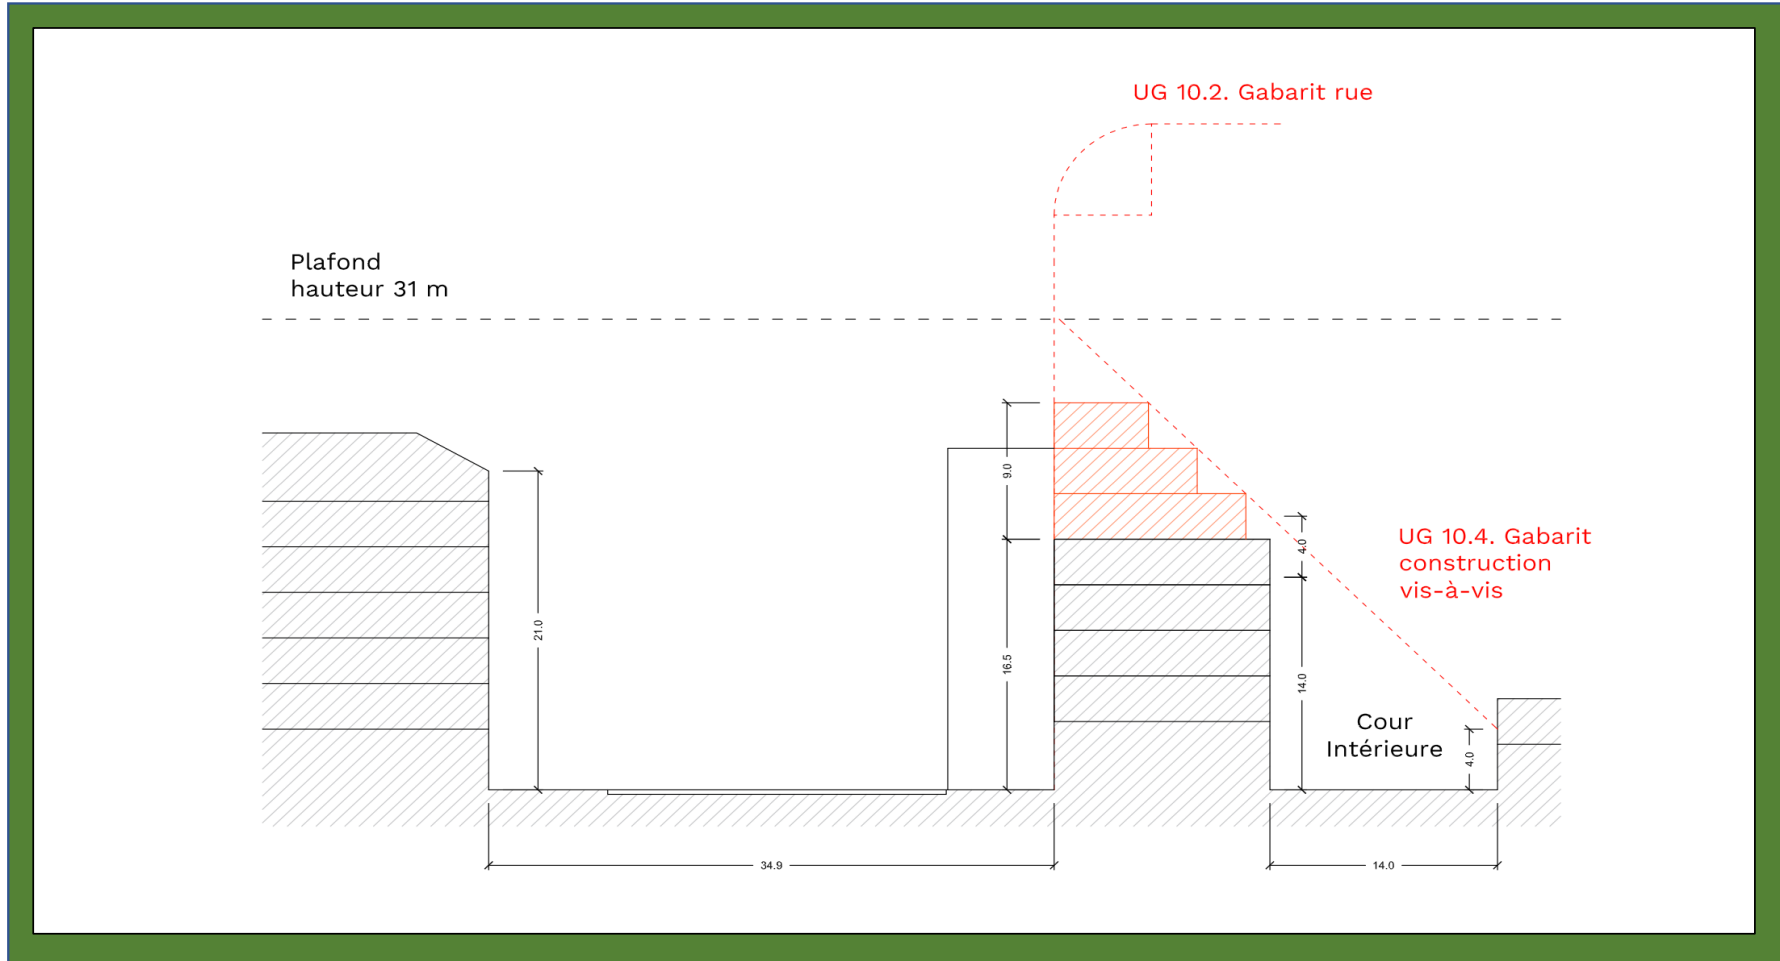 UG 10.2. Gabarit rue
Plafond
hauteur 31 m
9.0
4.0
UG 10.4. Gabarit
construction
vis-à-vis
21.0
16.5
14.0
Cour
Intérieure
4.0
34.9
14.0